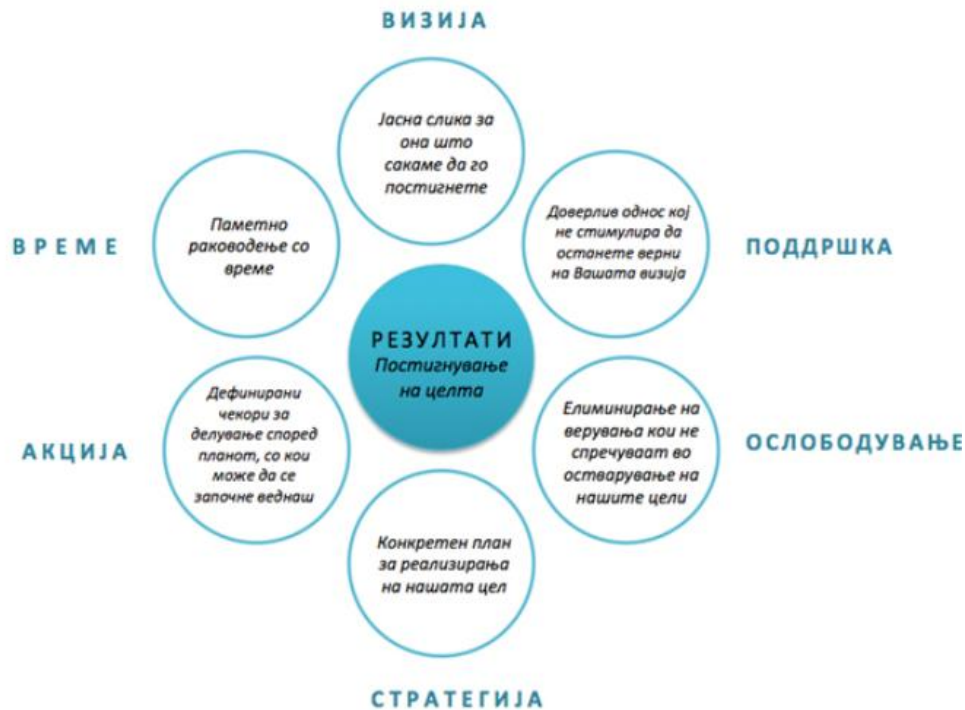 ВИЗИЈА
Јасна слика за
она што
сакаме да го
постигнете
ПОДДРШКА
Доверлив однос кој
не стимулира да
останете верни
на Вашата визија
ОСЛОБОДУВАЊЕ
Елиминирање на
верувања кои не
спречуваат во
остварување на
нашите цели
СТРАТЕГИЈА
Конкретен план
за реализирања
на нашата цел
АКЦИЈА
Дефинирани
чекори за
делување според
планот, со кои
може да се
започне веднаш
ВРЕМЕ
Паметно
раководење со
време
РЕЗУЛТАТИ
Постигнување
на целта